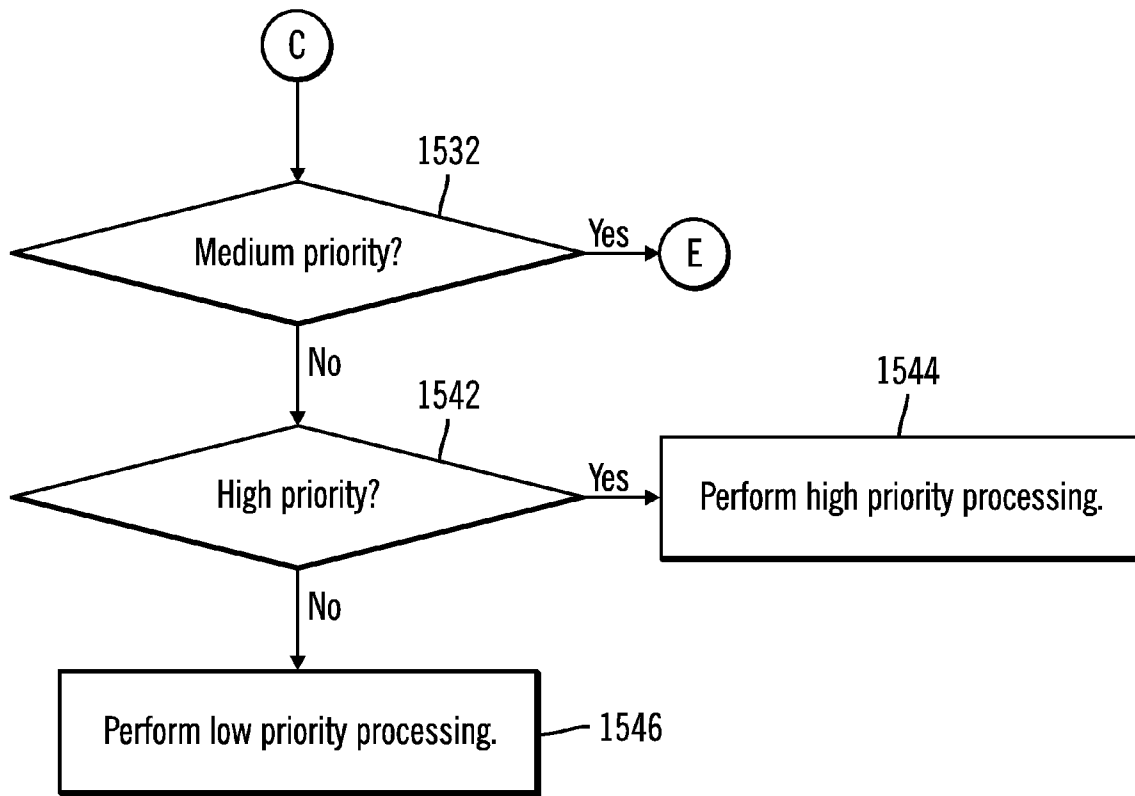 C
1532
Medium priority?
Yes
E
No
1542
1544
High priority?
Yes
Perform high priority processing.
No
Perform low priority processing.
1546